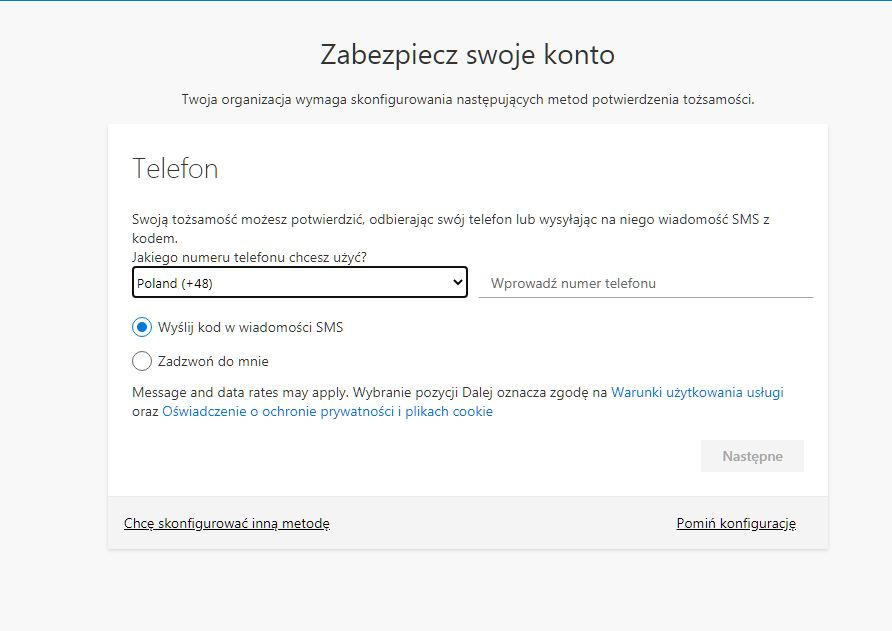 Zabezpiecz swoje konto
Twoja organizacja wymaga skonfigurowania następujących metod potwierdzenia tożsamości.
Telefon
Swoją tożsamość możesz potwierdzić, odbierając swój telefon lub wysyłając na niego wiadomość SMS z
kodem.
Jakiego numeru telefonu chcesz użyć?
Poland (+48)
Wprowadź numer telefonu
Wyślij kod w wiadomości SMS
Zadzwoń do mnie
Message and data rates may apply. Wybranie pozycji Dalej oznacza zgodę na Warunki użytkowania usługi
oraz Oświadczenie o ochronie prywatności i plikach cookie
Następne
Chcę skonfigurować inną metodę
Pomiń konfigurację